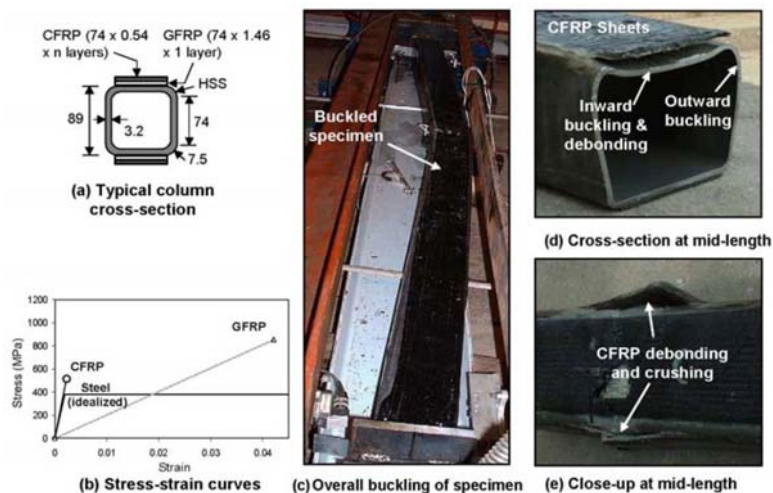 CFRP (74 x 0.54
x n layers)
GFRP (74 x 1.46
x 1 layer)
HSS
89
3.2
74
7.5
(a) Typical column
cross-section
1200
1000
800
600
400
200
0
Stress (MPa)
GFRP
CFRP
Steel
(idealized)
0
0.01
0.02
0.03
0.04
Strain
(b) Stress-strain curves
Buckled
specimen
(c) Overall buckling of specimen
CFRP Sheets
Inward
buckling &
debonding
Outward
buckling
(d) Cross-section at mid-length
CFRP debonding
and crushing
(e) Close-up at mid-length